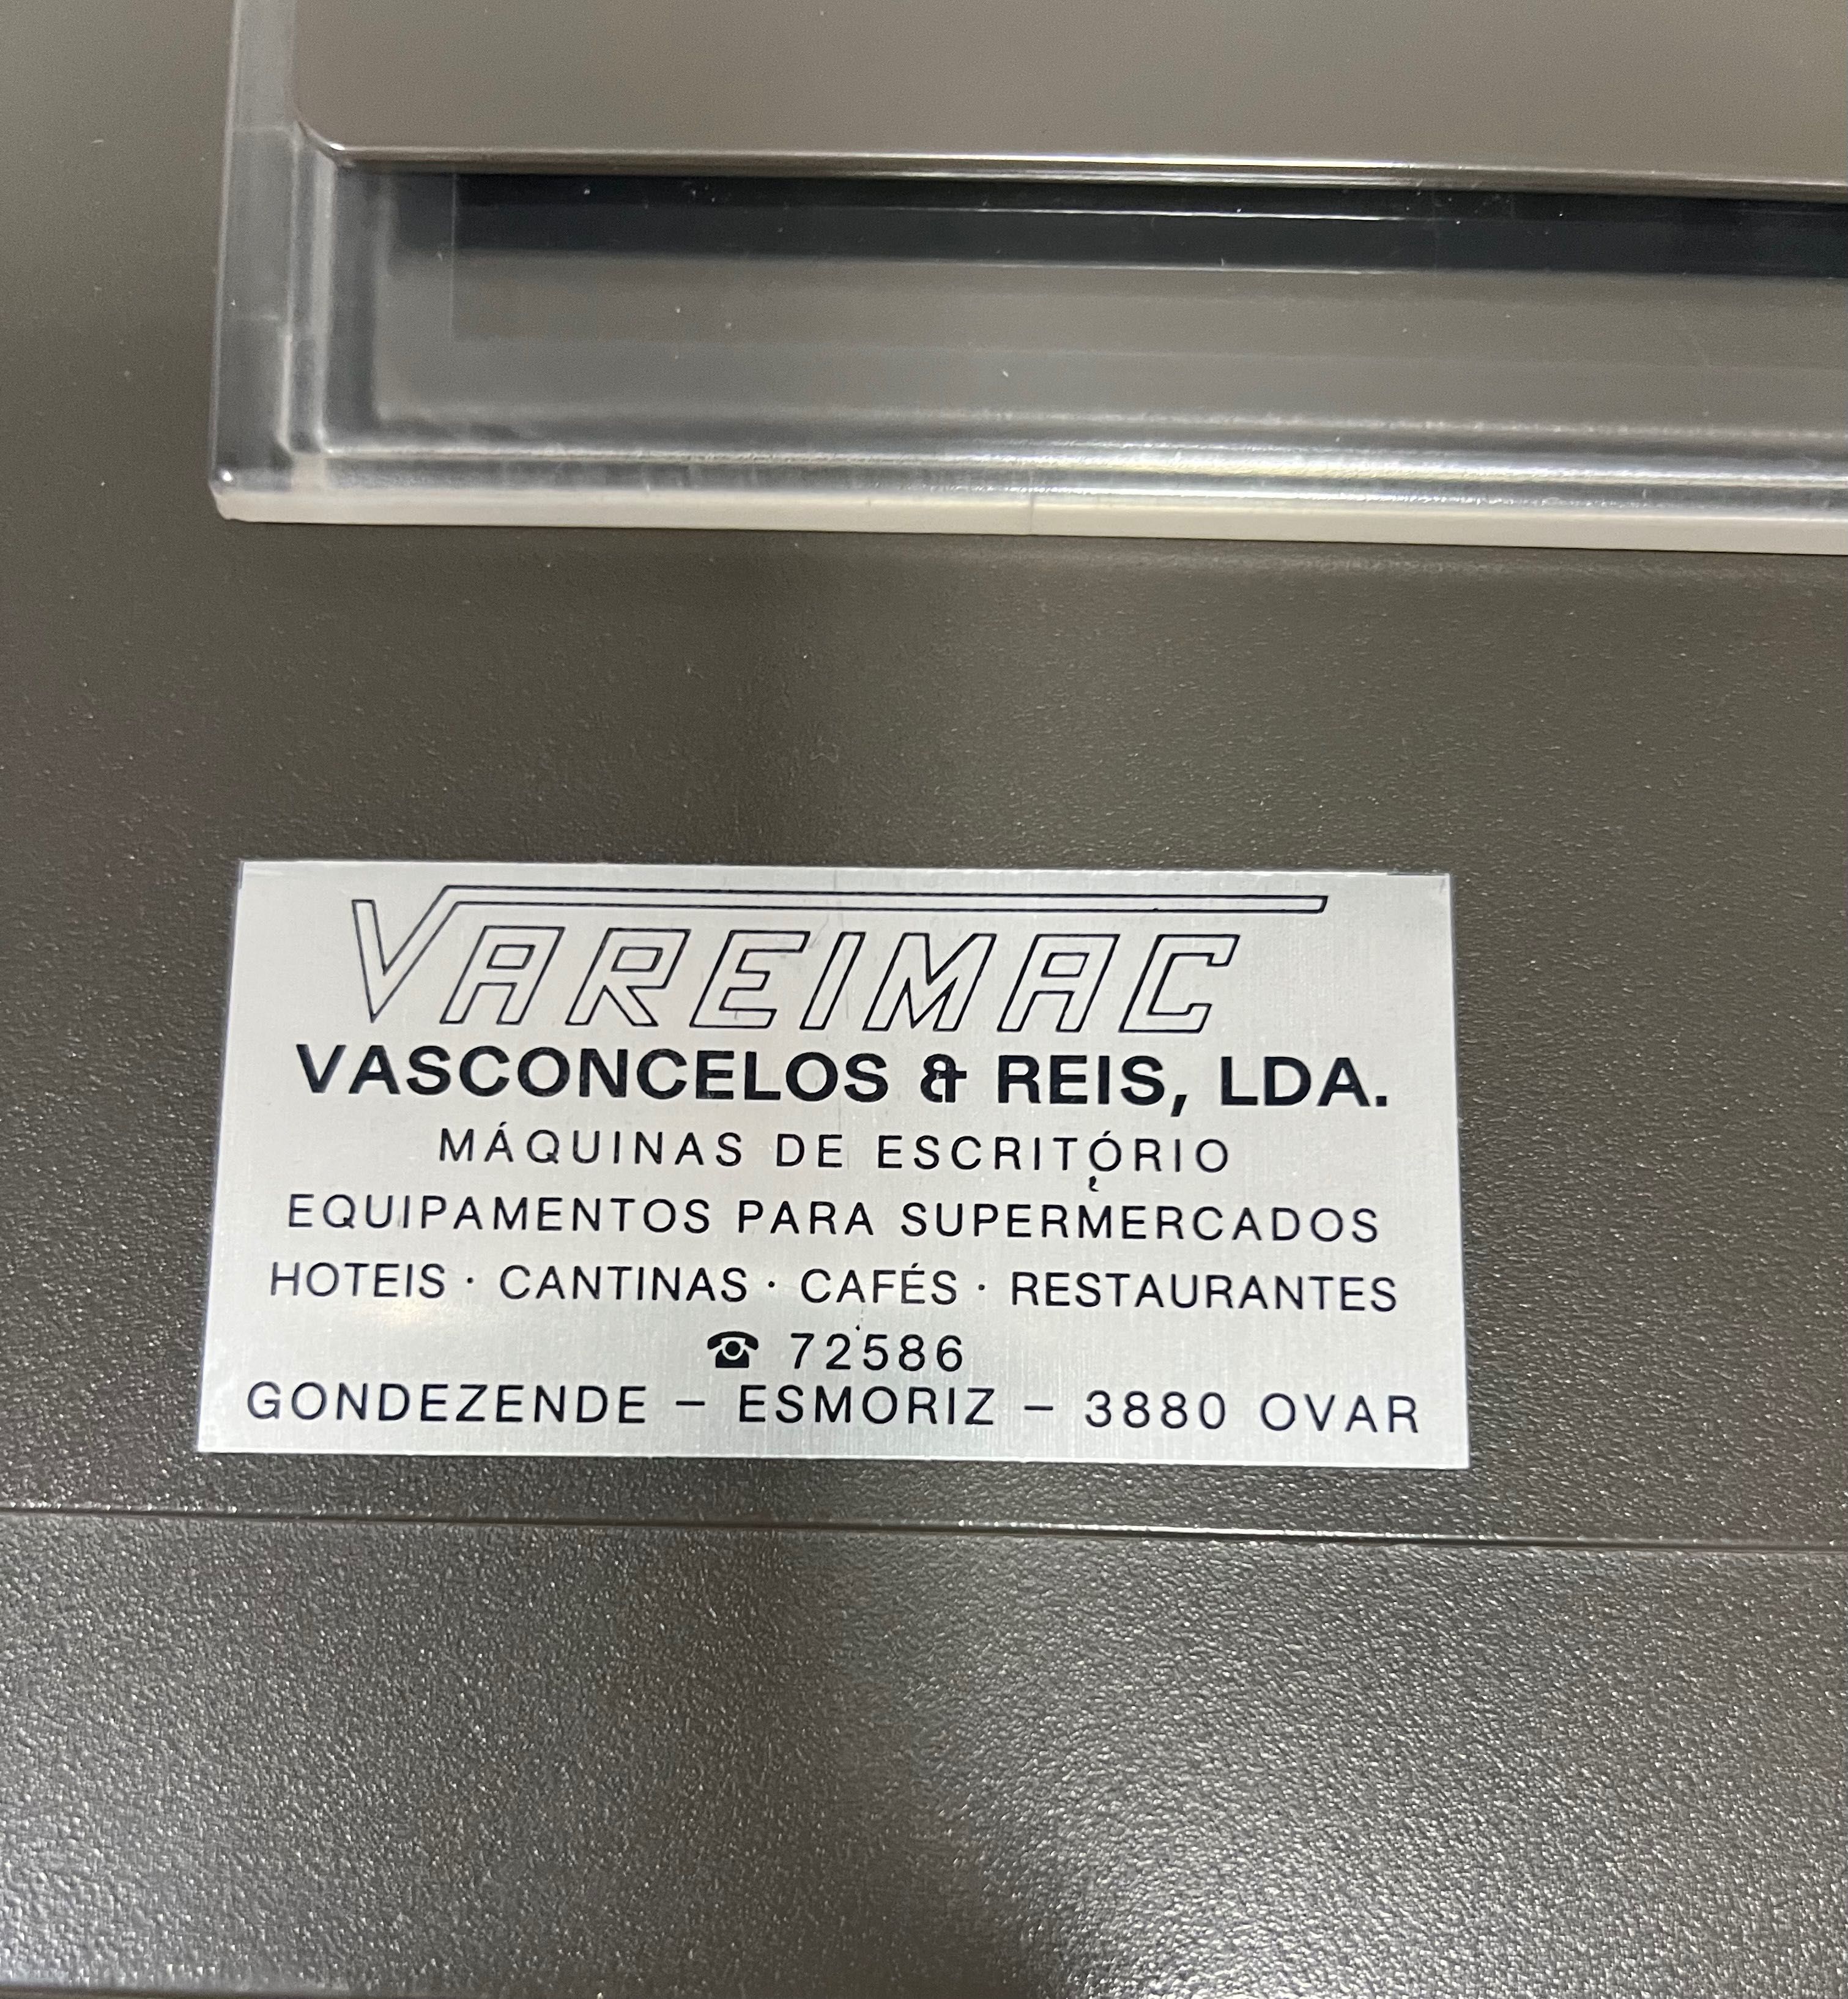 VAREIMAC
VASCONCELOS & REIS, LDA.
MÁQUINAS DE ESCRITÓRIO
EQUIPAMENTOS PARA SUPERMERCADOS
HOTEIS · CANTINAS · CAFÉS · RESTAURANTES
☎ 72586
GONDEZENDE – ESMORIZ – 3880 OVAR